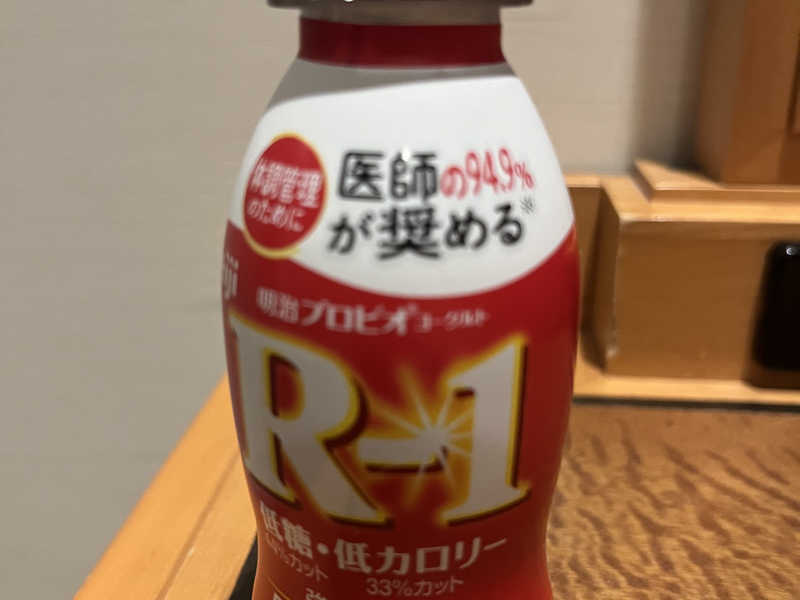 体調管理
のために
医師の94.9%
が奨める※
明治プロビオヨーグルト
R-1
低糖・低カロリー
33%カット